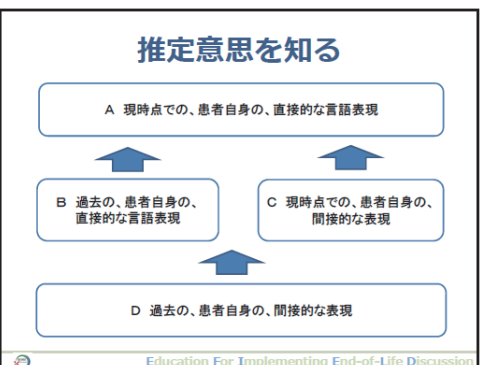 推定意思を知る
A 現時点での、患者自身の、直接的な言語表現
B 過去の、患者自身の、
直接的な言語表現
C 現時点での、患者自身の、
間接的な表現
D 過去の、患者自身の、間接的な表現
Education For Implementing End-of-Life Discussion